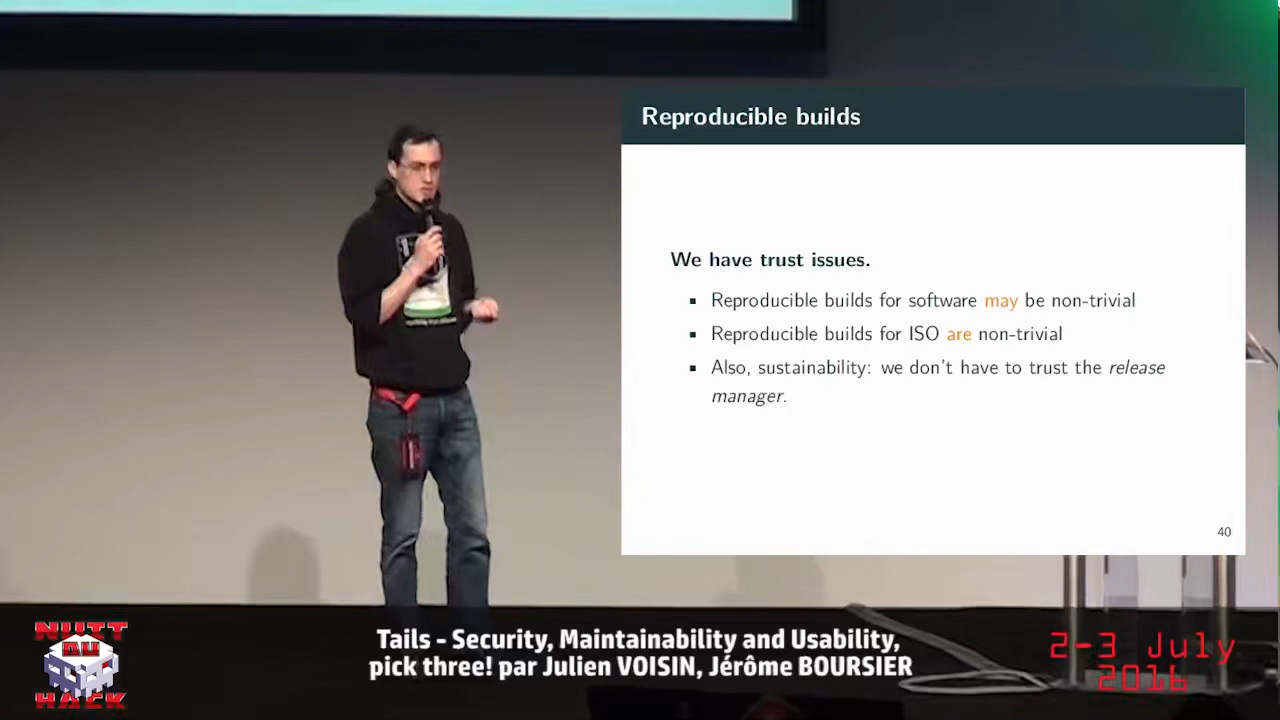 Reproducible builds
We have trust issues.
Reproducible builds for software may be non-trivial
Reproducible builds for ISO are non-trivial
Also, sustainability: we don't have to trust the release
manager.
40
NUIT
DU
HACK
Tails - Security, Maintainability and Usability,
pick three! par Julien VOISIN, Jérôme BOURSIER
2-3 July
2016